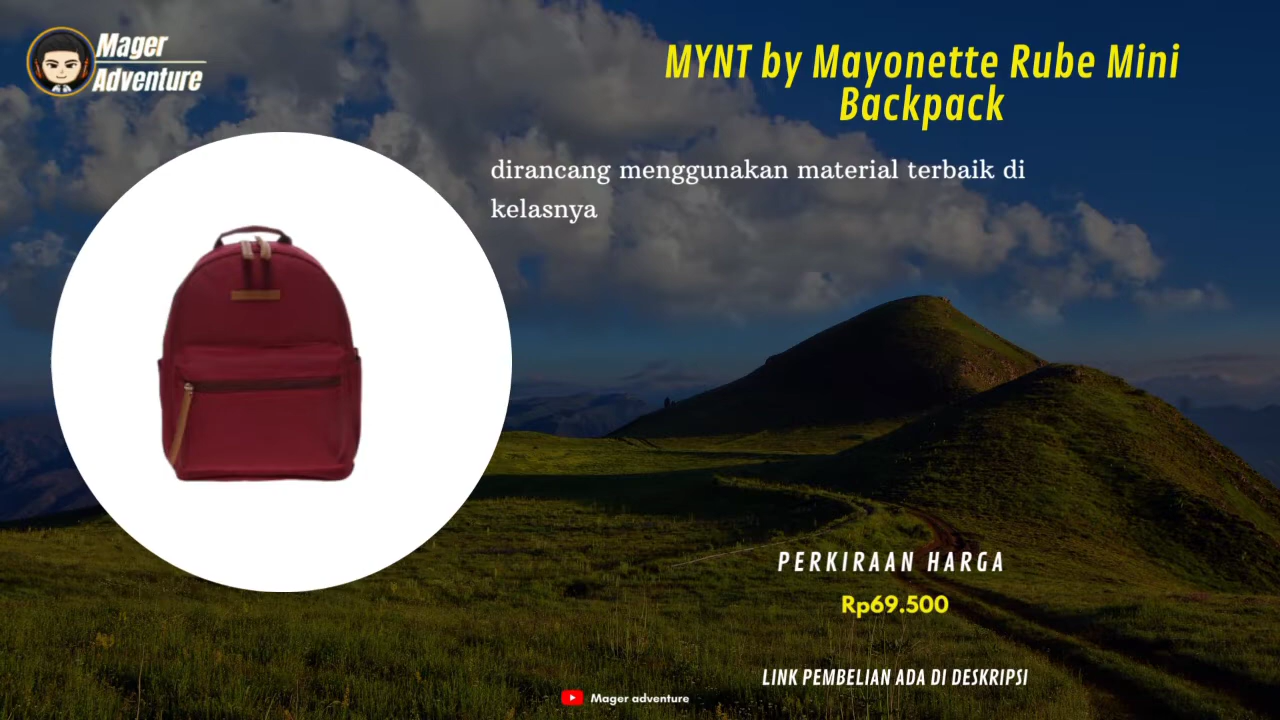 Mager
Adventure
MYNT by Mayonette Rube Mini
Backpack
dirancang menggunakan material terbaik di
kelasnya
PERKIRAAN HARGA
Rp69.500
LINK PEMBELIAN ADA DI DESKRIPSI
Mager adventure